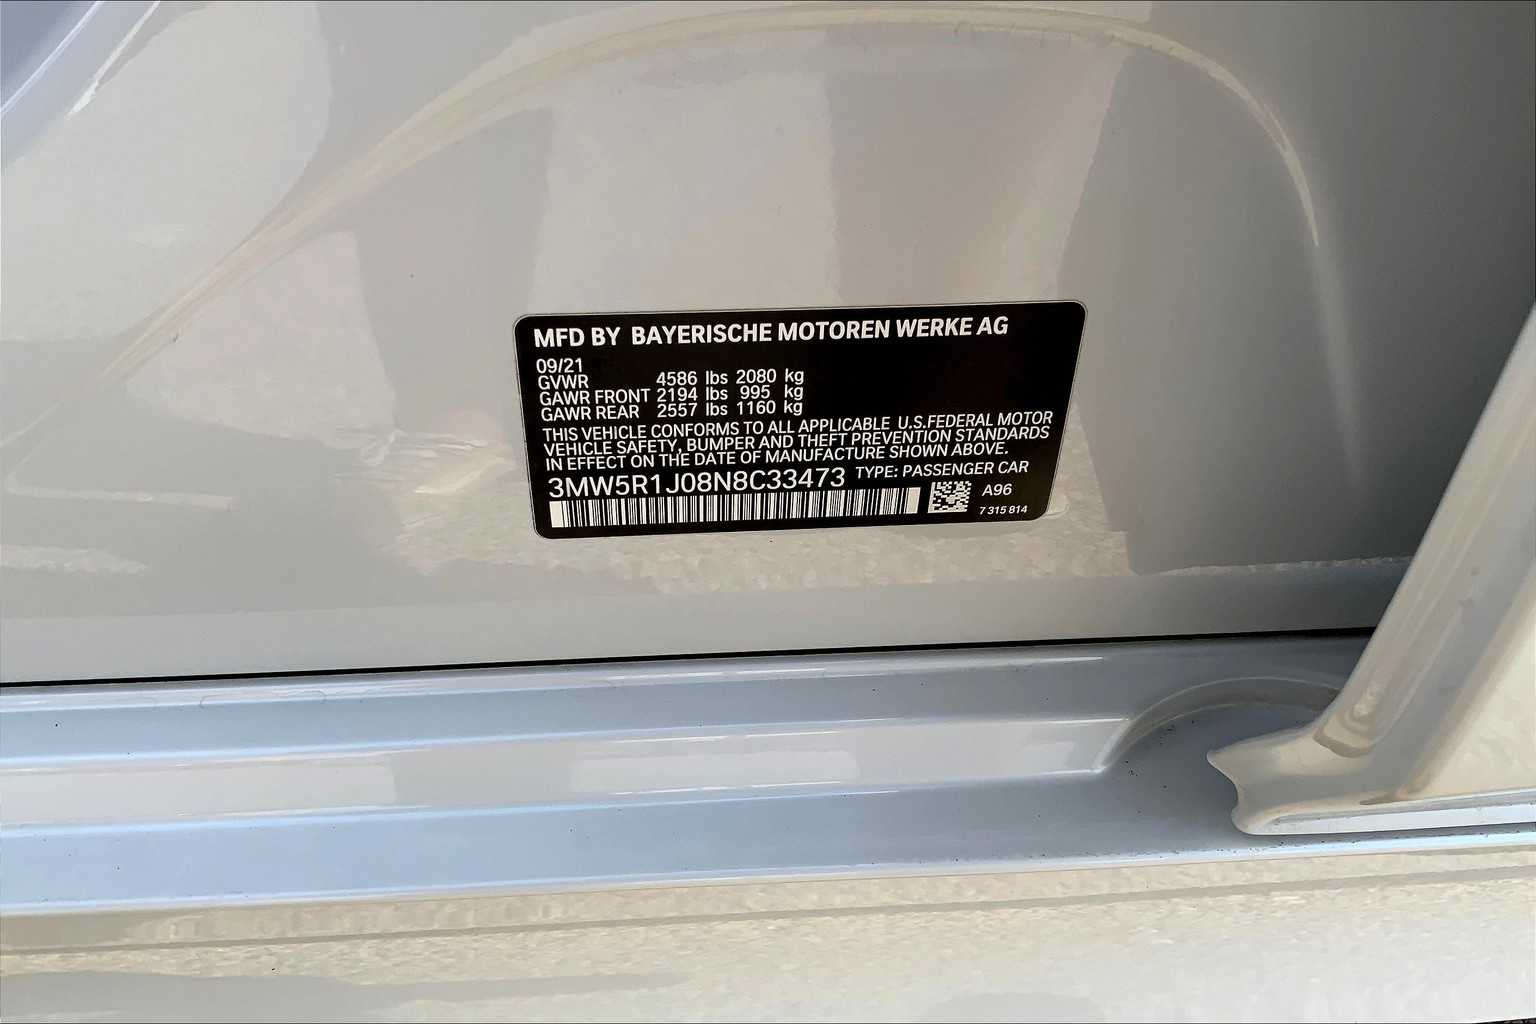 MFD BY BAYERISCHE MOTOREN WERKE AG
09/21
GVWR 4586 lbs 2080 kg
GAWR FRONT 2194 lbs 995 kg
GAWR REAR 2557 lbs 1160 kg
THIS VEHICLE CONFORMS TO ALL APPLICABLE U.S.FEDERAL MOTOR
VEHICLE SAFETY, BUMPER AND THEFT PREVENTION STANDARDS
IN EFFECT ON THE DATE OF MANUFACTURE SHOWN ABOVE.
3MW5R1J08N8C33473 TYPE: PASSENGER CAR
A96
7 315 814